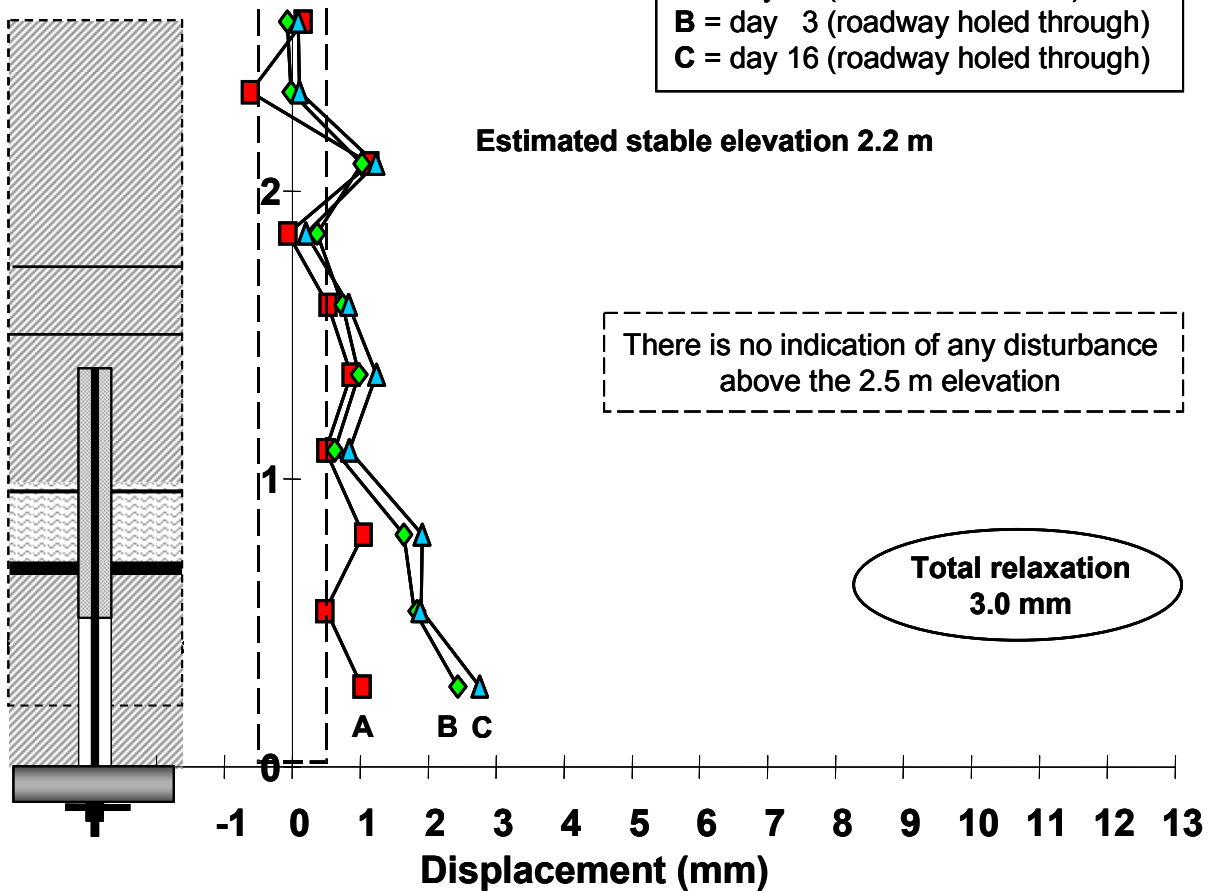 B = day 3 (roadway holed through)
C = day 16 (roadway holed through)
Estimated stable elevation 2.2 m
2
There is no indication of any disturbance
above the 2.5 m elevation
1
Total relaxation
3.0 mm
A B C
0
-1 0 1 2 3 4 5 6 7 8 9 10 11 12 13
Displacement (mm)